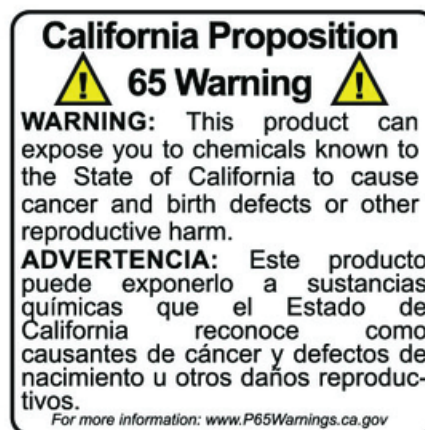 California Proposition
65 Warning
WARNING: This product can
expose you to chemicals known to
the State of California to cause
cancer and birth defects or other
reproductive harm.
ADVERTENCIA: Este producto
puede exponerlo a sustancias
químicas que el Estado de
California reconoce como
causantes de cáncer y defectos de
nacimiento u otros daños reproduc-
tivos.
For more information: www.P65Warnings.ca.gov